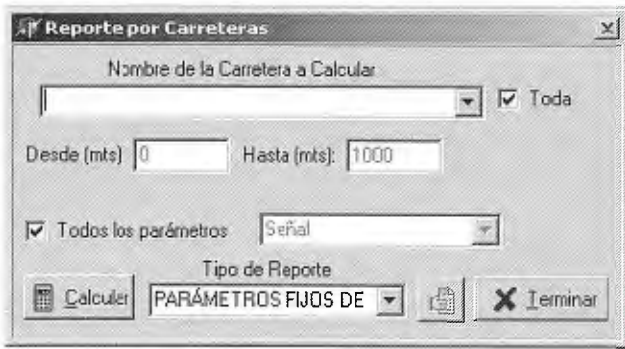 Reporte por Carreteras
Nombre de la Carretera a Calcular
Toda
Desde (mts) 0 Hasta (mts): 1000
Todos los parámetros Señal
Tipo de Reporte
Calcular PARÁMETROS FIJOS DE Terminar